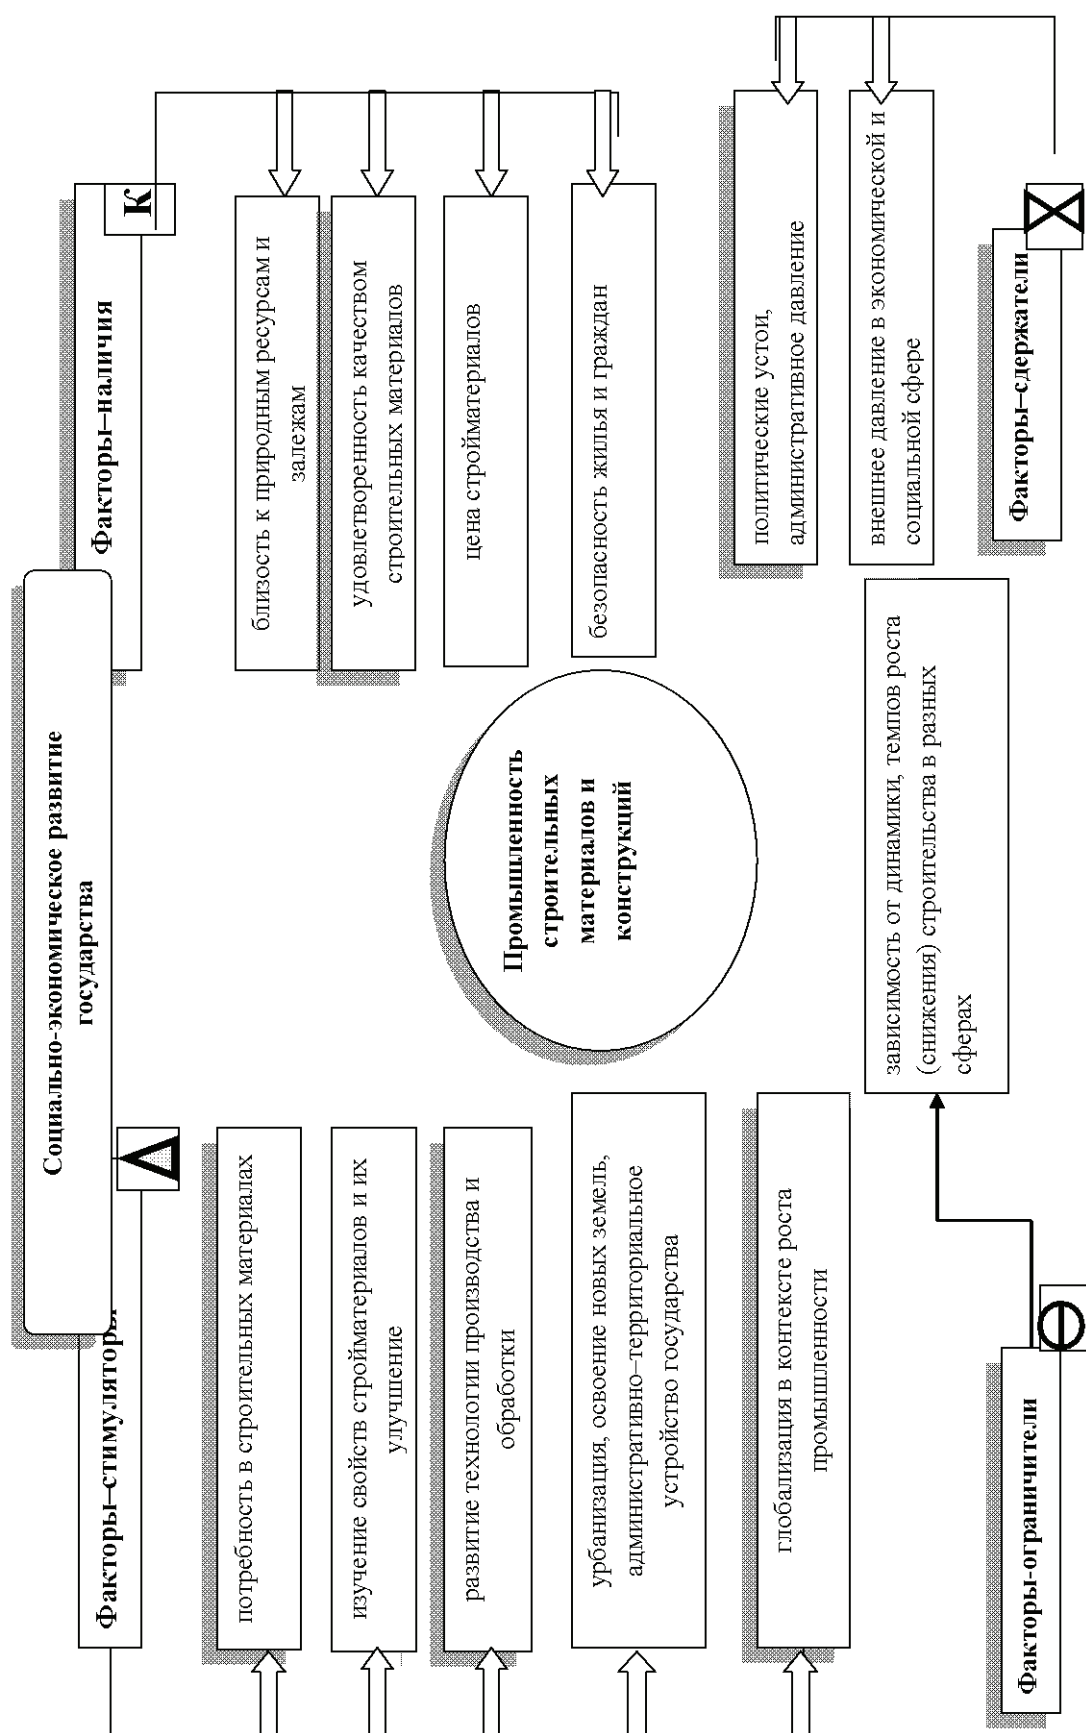 Социально-экономическое развитие
государства
Факторы–стимуляторы
Δ
потребность в строительных материалах
изучение свойств стройматериалов и их
улучшение
развитие технологии производства и
обработки
урбанизация, освоение новых земель,
административно–территориальное
устройство государства
глобализация в контексте роста
промышленности
Факторы–наличия
К
близость к природным ресурсам и
залежам
удовлетворенность качеством
строительных материалов
цена стройматериалов
безопасность жилья и граждан
Промышленность
строительных
материалов и
конструкций
политические устои,
административное давление
внешнее давление в экономической и
социальной сфере
зависимость от динамики, темпов роста
(снижения) строительства в разных
сферах
Факторы-ограничители
Факторы–сдержатели